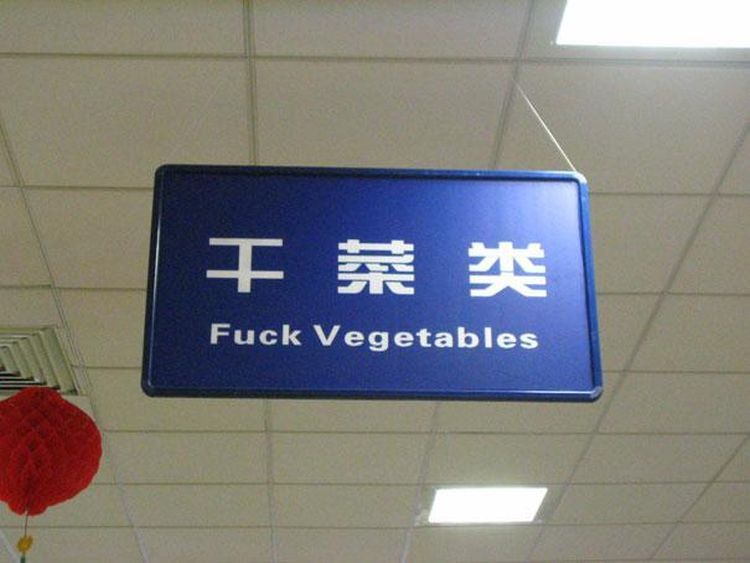 干菜类
Fuck Vegetables